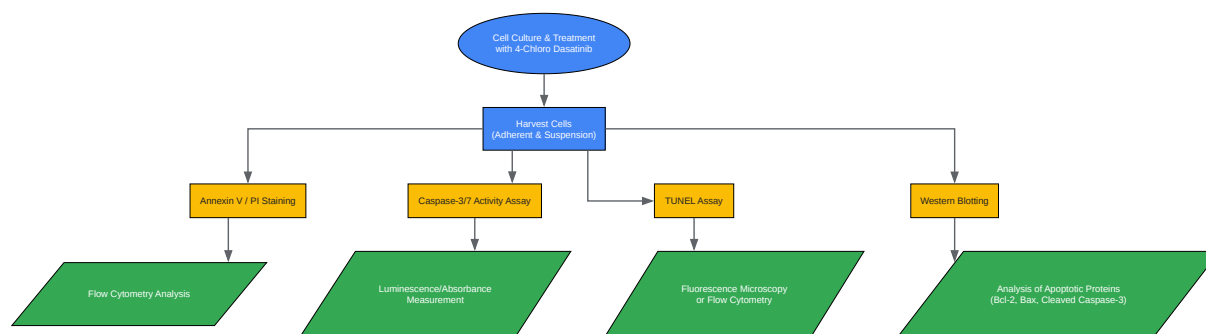 Cell Culture & Treatment
with 4-Chloro Dasatinib
Harvest Cells
(Adherent & Suspension)
Annexin V / PI Staining
Caspase-3/7 Activity Assay
TUNEL Assay
Western Blotting
Flow Cytometry Analysis
Luminescence/Absorbance
Measurement
Fluorescence Microscopy
or Flow Cytometry
Analysis of Apoptotic Proteins
(Bcl-2, Bax, Cleaved Caspase-3)